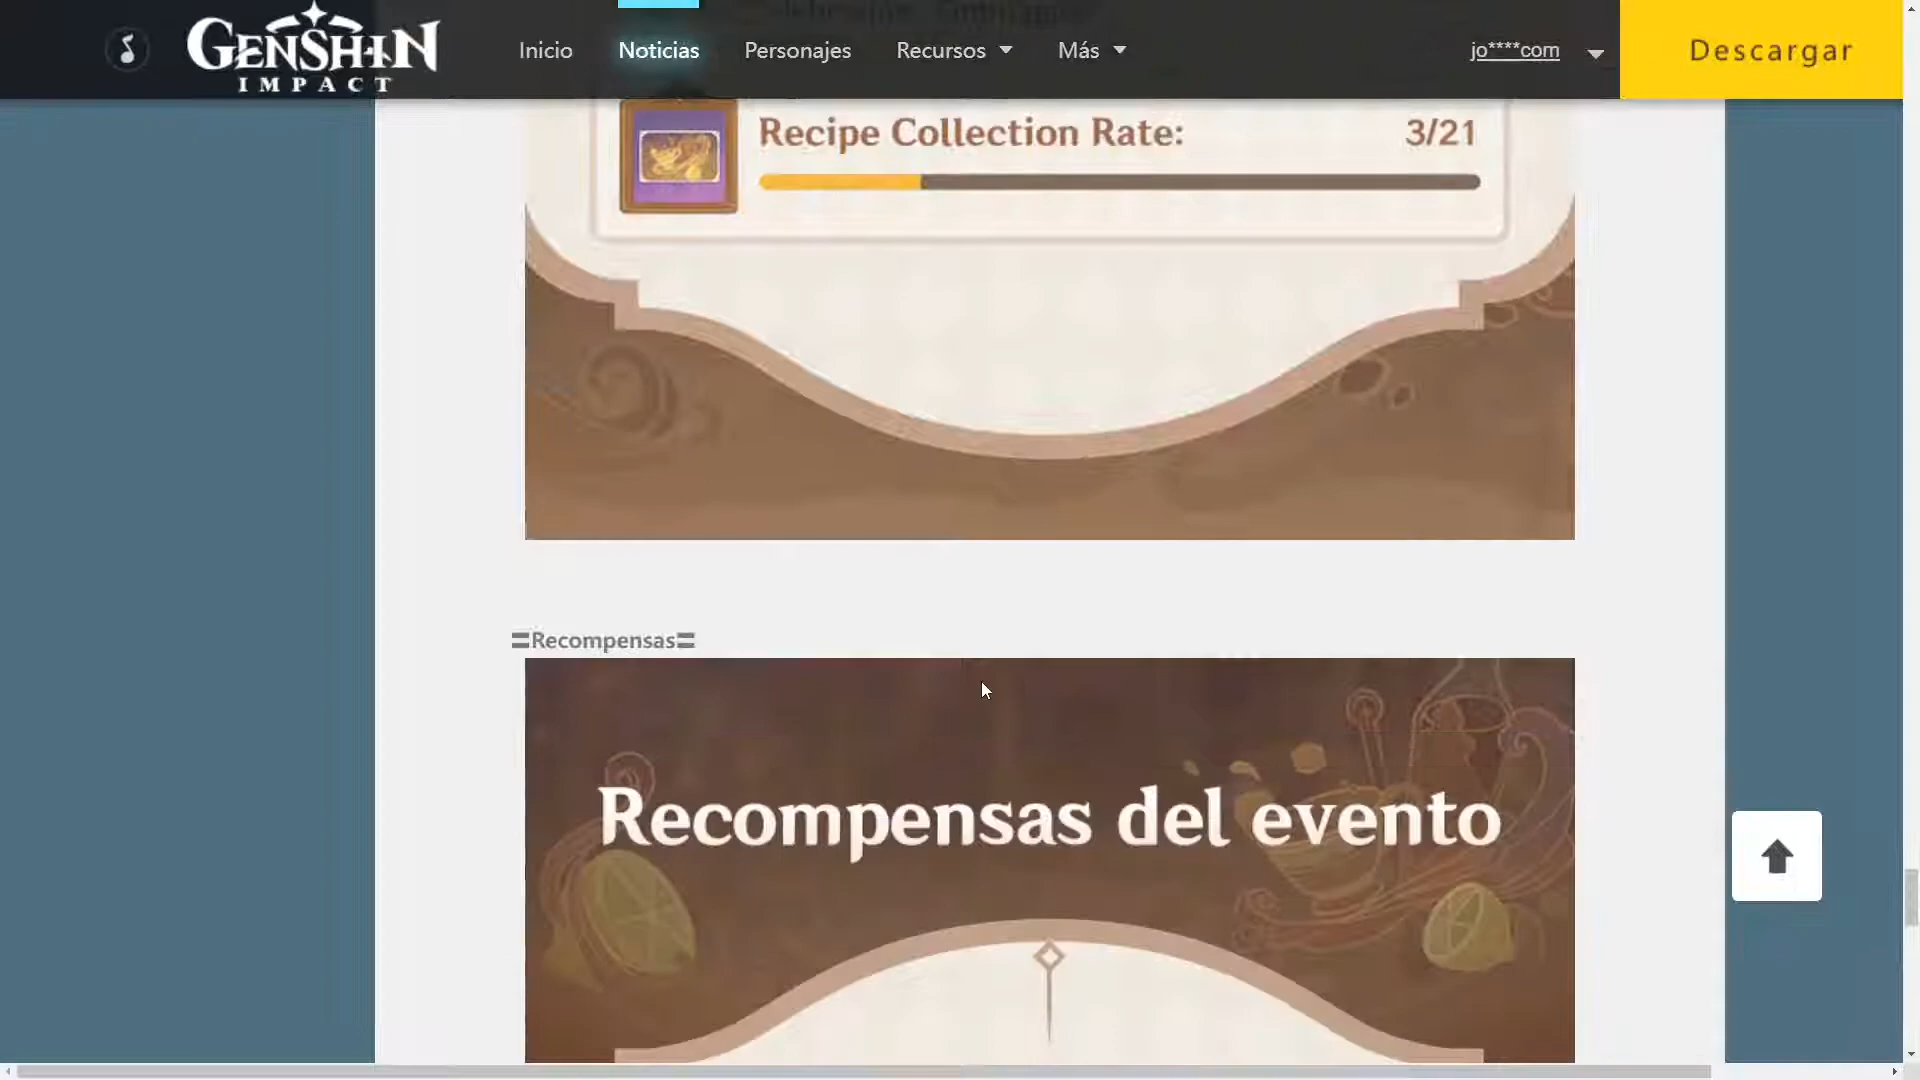 GENSHIN
IMPACT
Inicio
Noticias
Personajes
Recursos
Más
jo****com
Descargar
Recipe Collection Rate:
3/21
〓Recompensas〓
Recompensas del evento